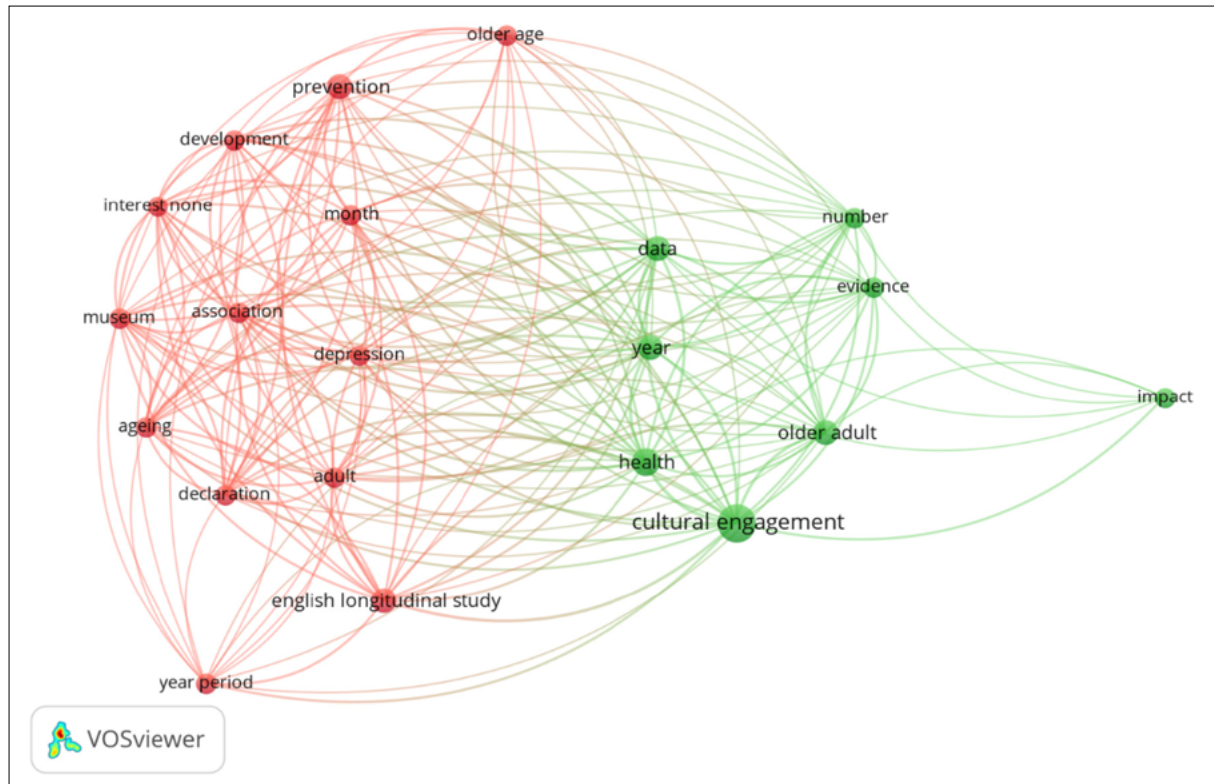 older age
prevention
development
interest none
month
number
data
evidence
museum
association
depression
year
impact
ageing
older adult
health
adult
declaration
cultural engagement
english longitudinal study
year period
VOSviewer